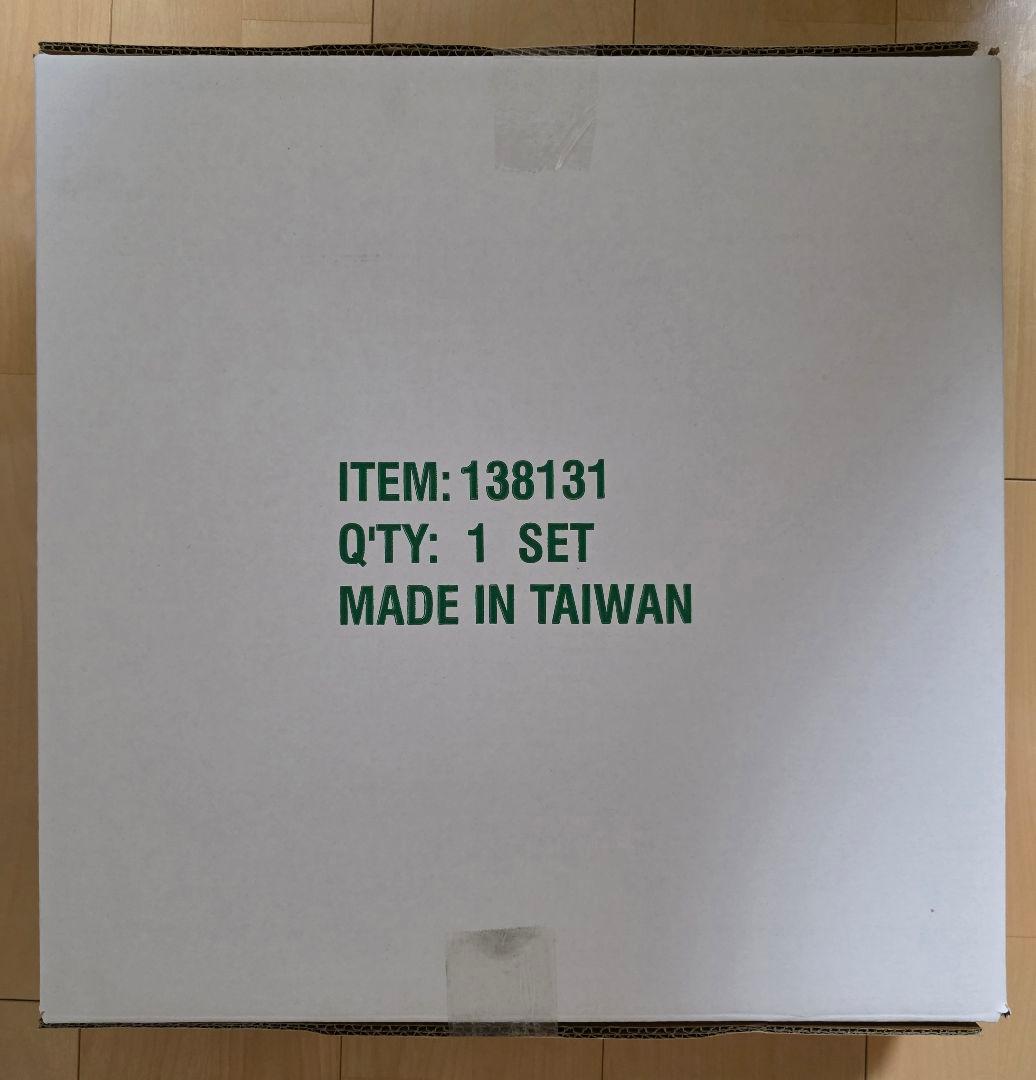 ITEM: 138131
Q'TY: 1 SET
MADE IN TAIWAN